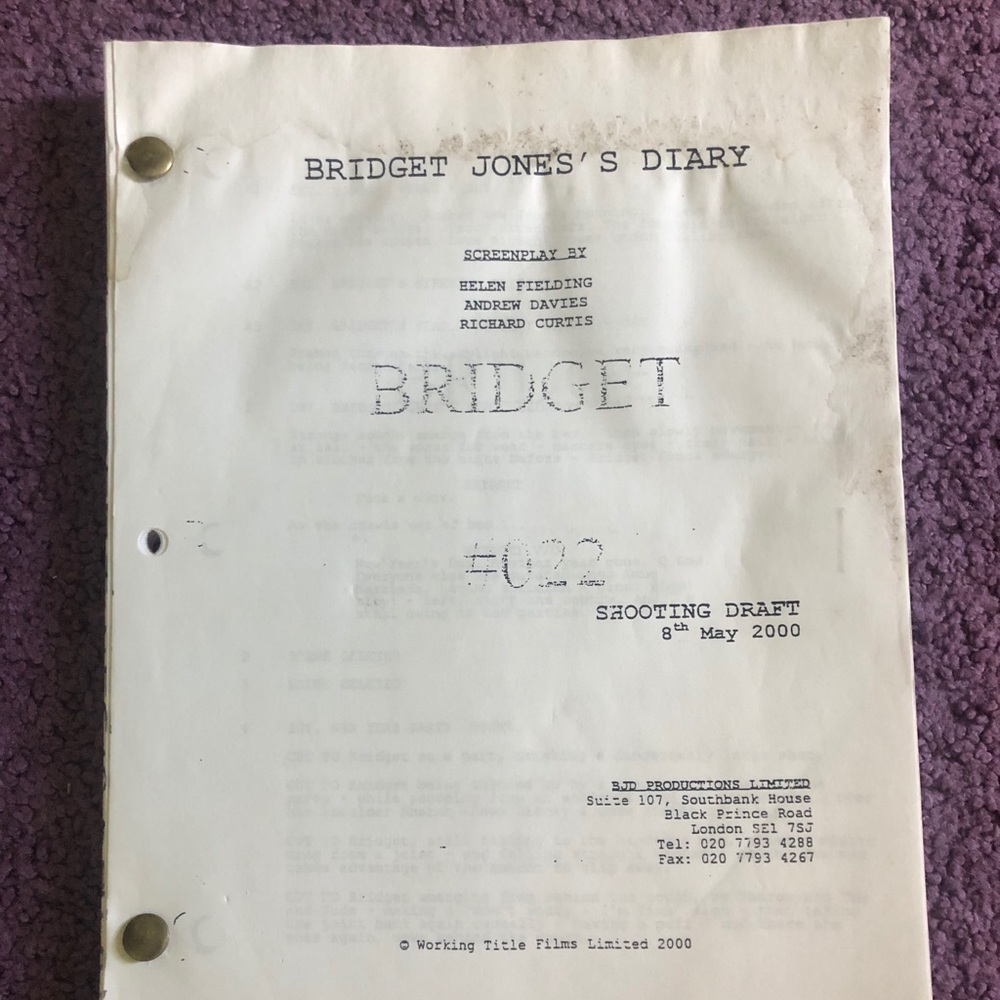 BRIDGET JONES'S DIARY
SCREENPLAY BY
HELEN FIELDING
ANDREW DAVIES
RICHARD CURTIS
BRIDGET
#022
SHOOTING DRAFT
8th May 2000
BJD PRODUCTIONS LIMITED
Suite 107, Southbank House
Black Prince Road
London SE1 7SJ
Tel: 020 7793 4288
Fax: 020 7793 4267
© Working Title Films Limited 2000